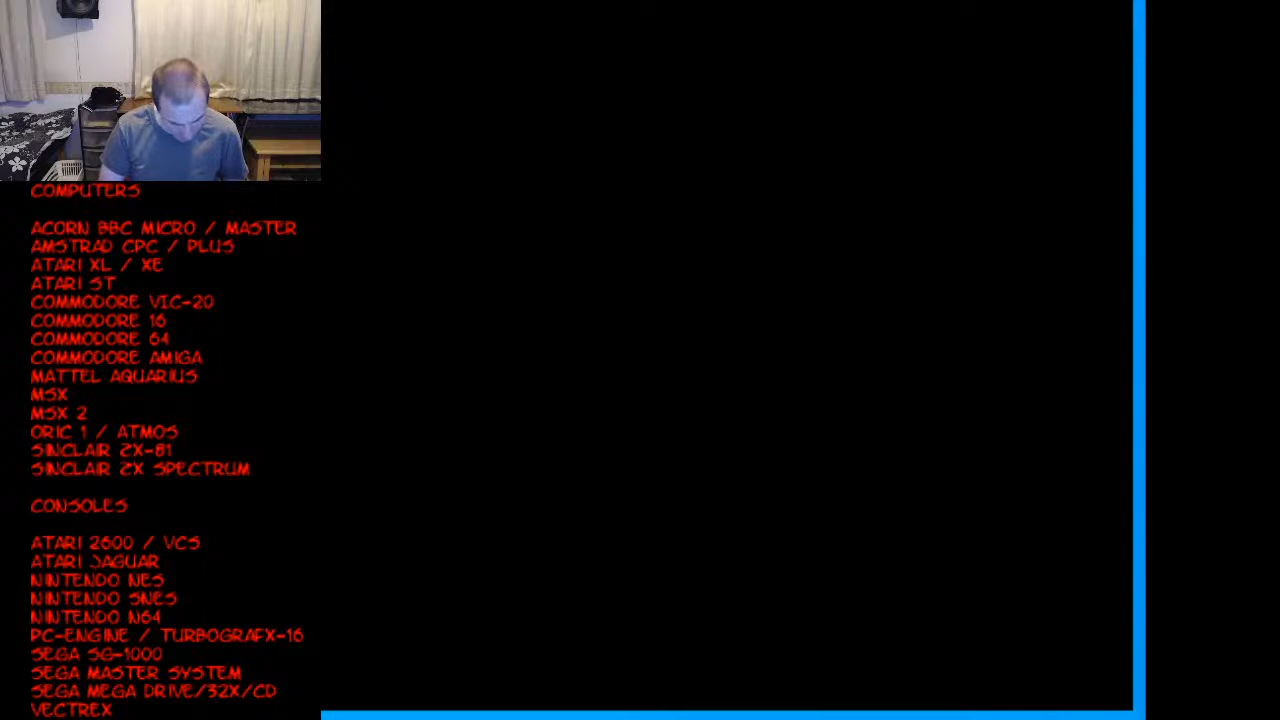 COMPUTERS
ACORN BBC MICRO / MASTER
AMSTRAD CPC / PLUS
ATARI XL / XE
ATARI ST
COMMODORE VIC-20
COMMODORE 16
COMMODORE 64
COMMODORE AMIGA
MATTEL AQUARIUS
MSX
MSX 2
ORIC 1 / ATMOS
SINCLAIR ZX-81
SINCLAIR ZX SPECTRUM
CONSOLES
ATARI 2600 / VCS
ATARI JAGUAR
NINTENDO NES
NINTENDO SNES
NINTENDO N64
PC-ENGINE / TURBOGRAFX-16
SEGA SG-1000
SEGA MASTER SYSTEM
SEGA MEGA DRIVE/32X/CD
VECTREX